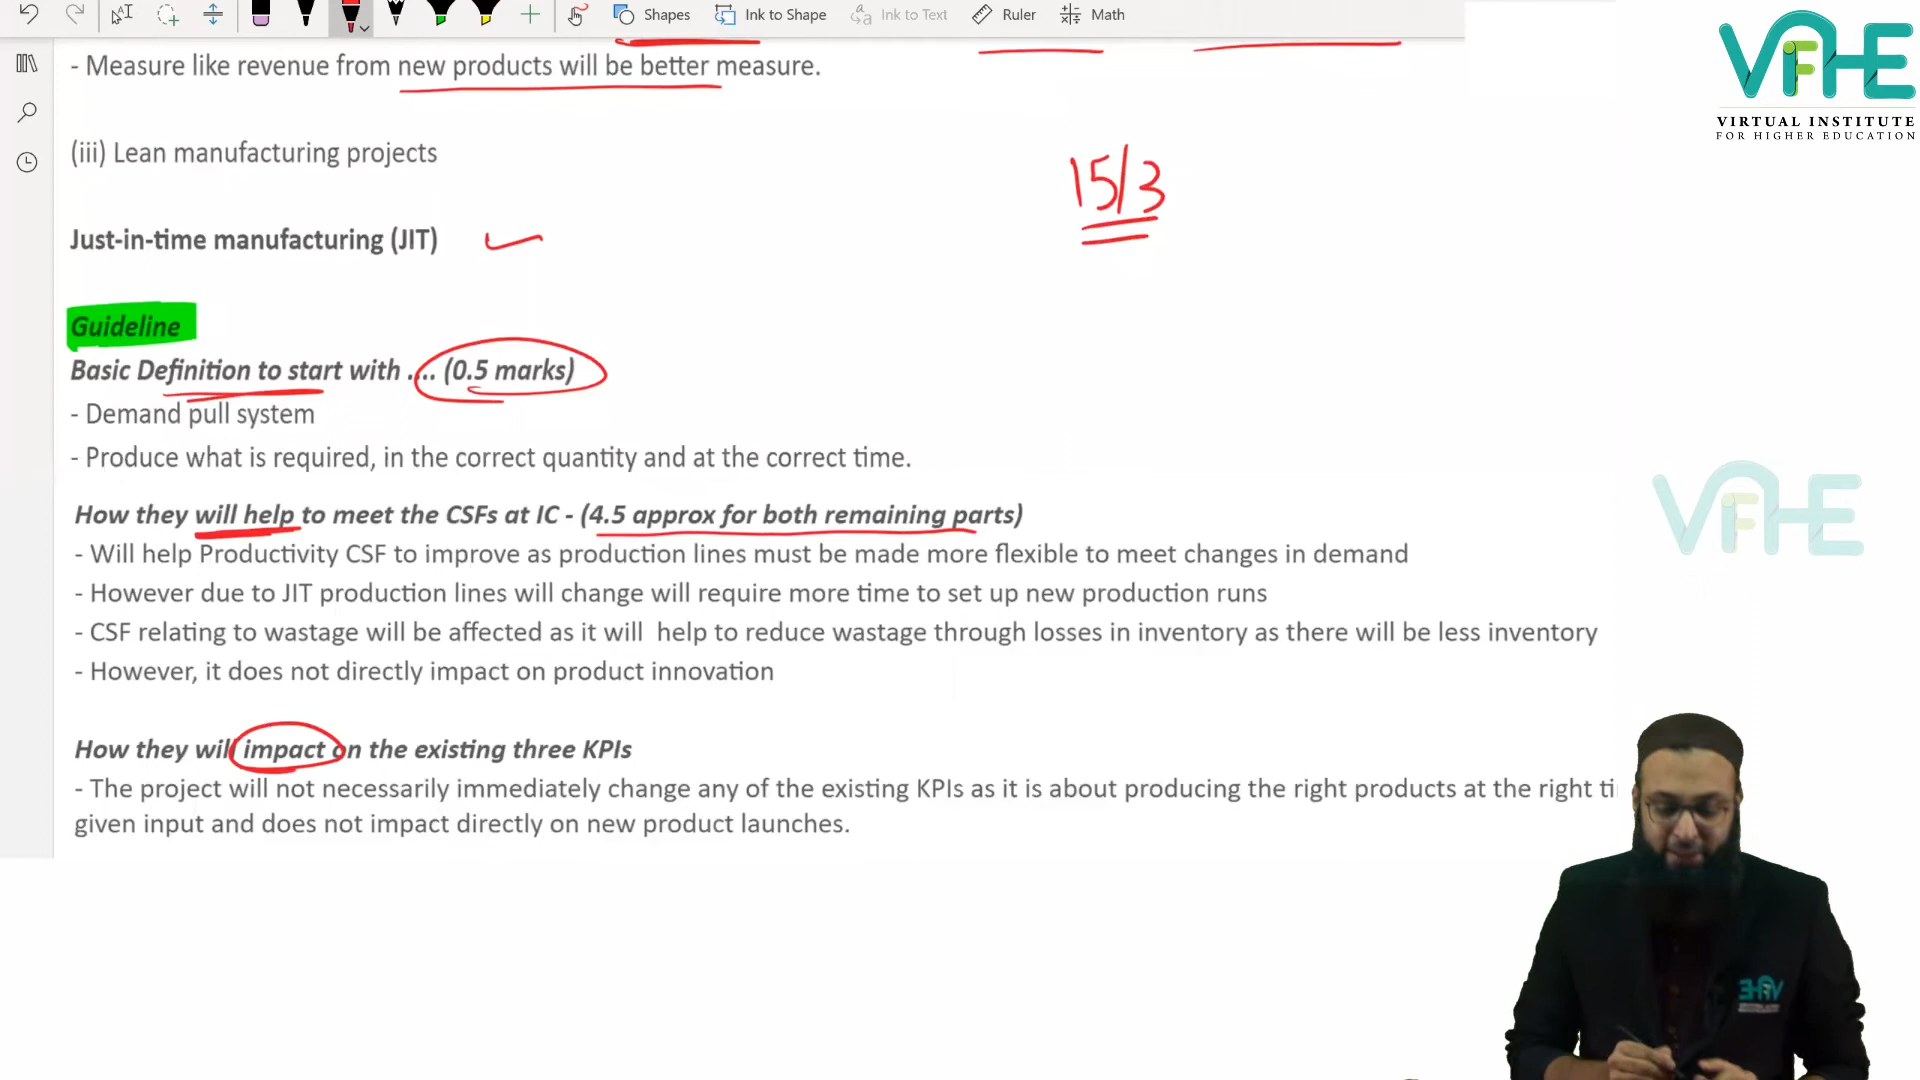 Shapes Ink to Shape Ink to Text Ruler Math
VIFHE
VIRTUAL INSTITUTE
FOR HIGHER EDUCATION
- Measure like revenue from new products will be better measure.
(iii) Lean manufacturing projects
15/3
Just-in-time manufacturing (JIT)
Guideline
Basic Definition to start with .... (0.5 marks)
- Demand pull system
- Produce what is required, in the correct quantity and at the correct time.
How they will help to meet the CSFs at IC - (4.5 approx for both remaining parts)
- Will help Productivity CSF to improve as production lines must be made more flexible to meet changes in demand
- However due to JIT production lines will change will require more time to set up new production runs
- CSF relating to wastage will be affected as it will help to reduce wastage through losses in inventory as there will be less inventory
- However, it does not directly impact on product innovation
How they will impact on the existing three KPIs
- The project will not necessarily immediately change any of the existing KPIs as it is about producing the right products at the right
given input and does not impact directly on new product launches.